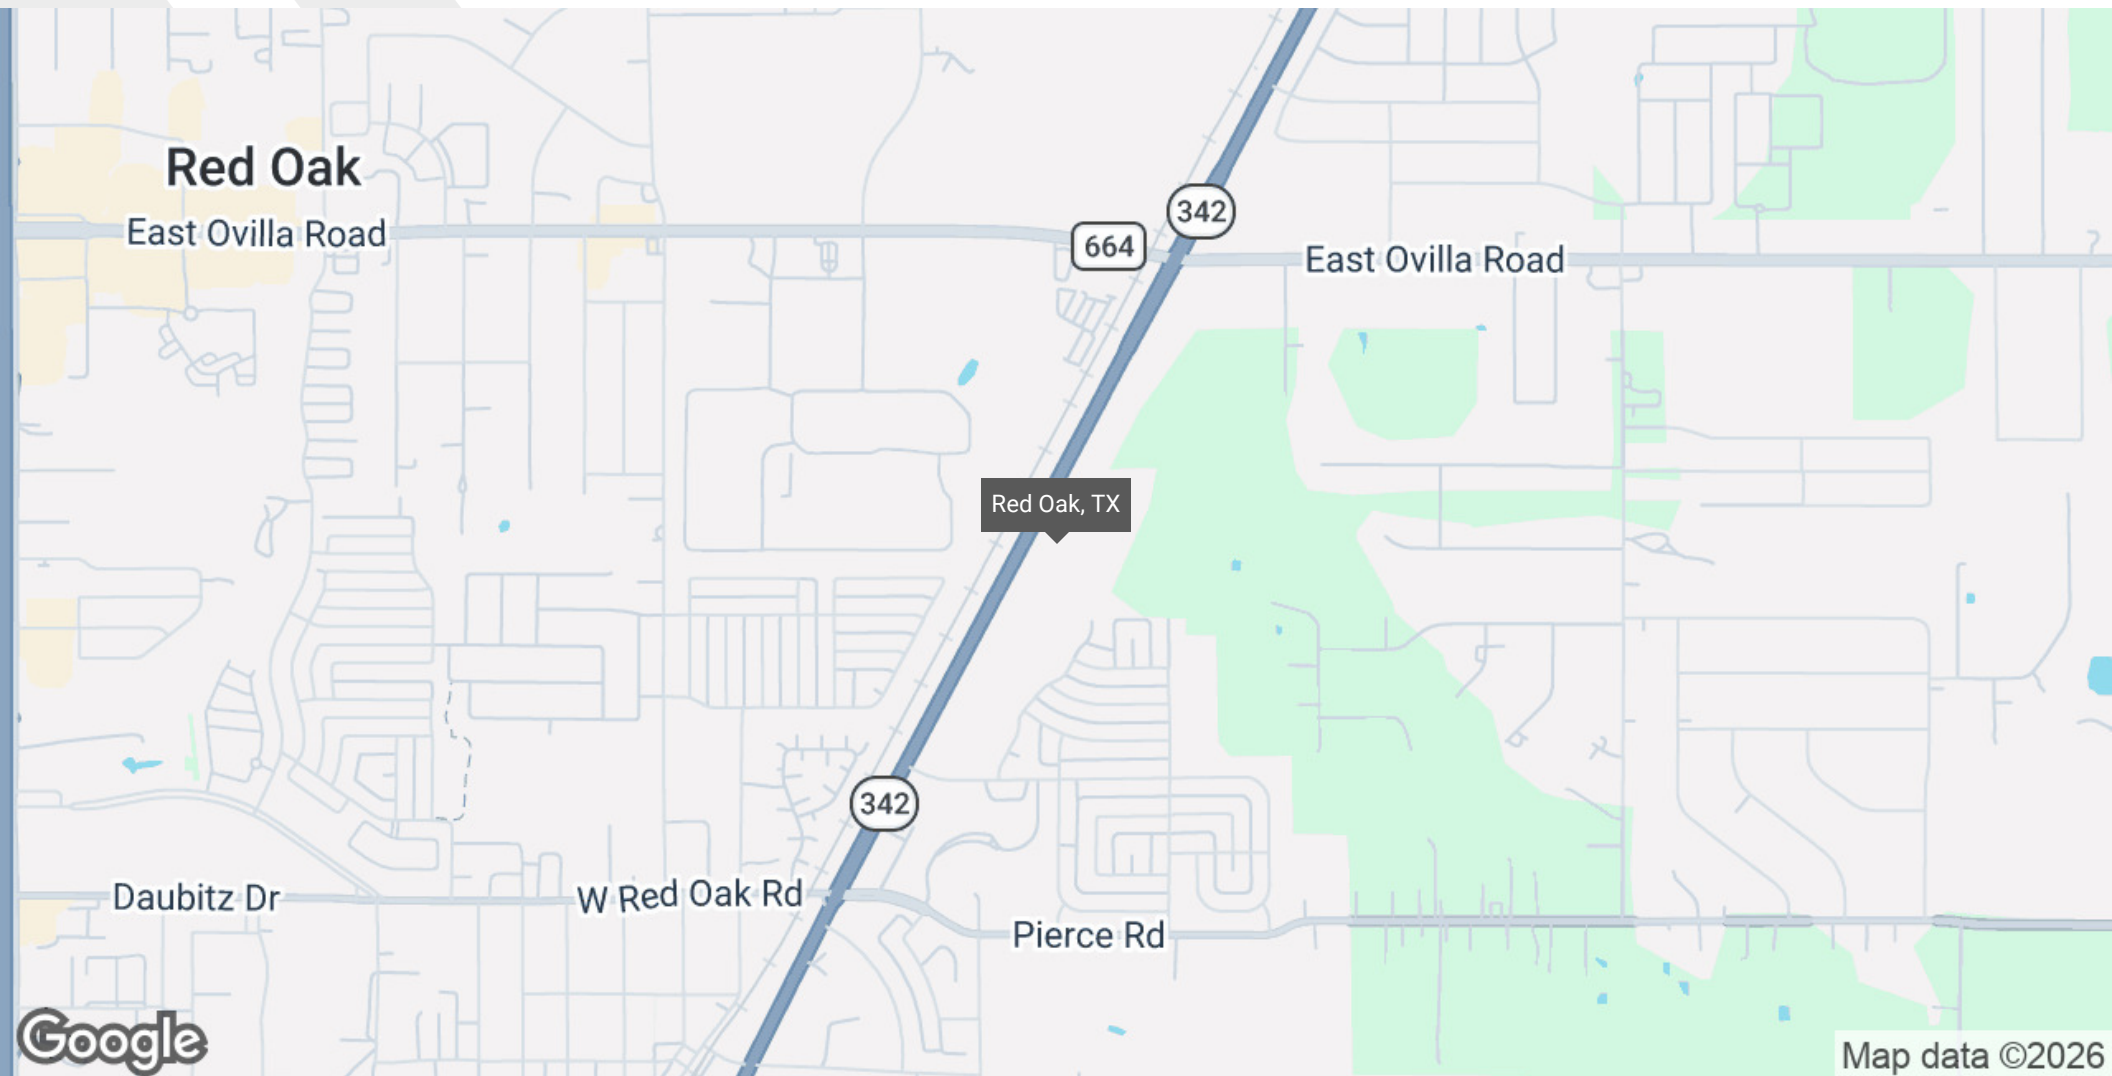 Red Oak
East Ovilla Road
342
664
East Ovilla Road
Red Oak, TX
342
Daubitz Dr
W Red Oak Rd
Pierce Rd
Google
Map data ©2026